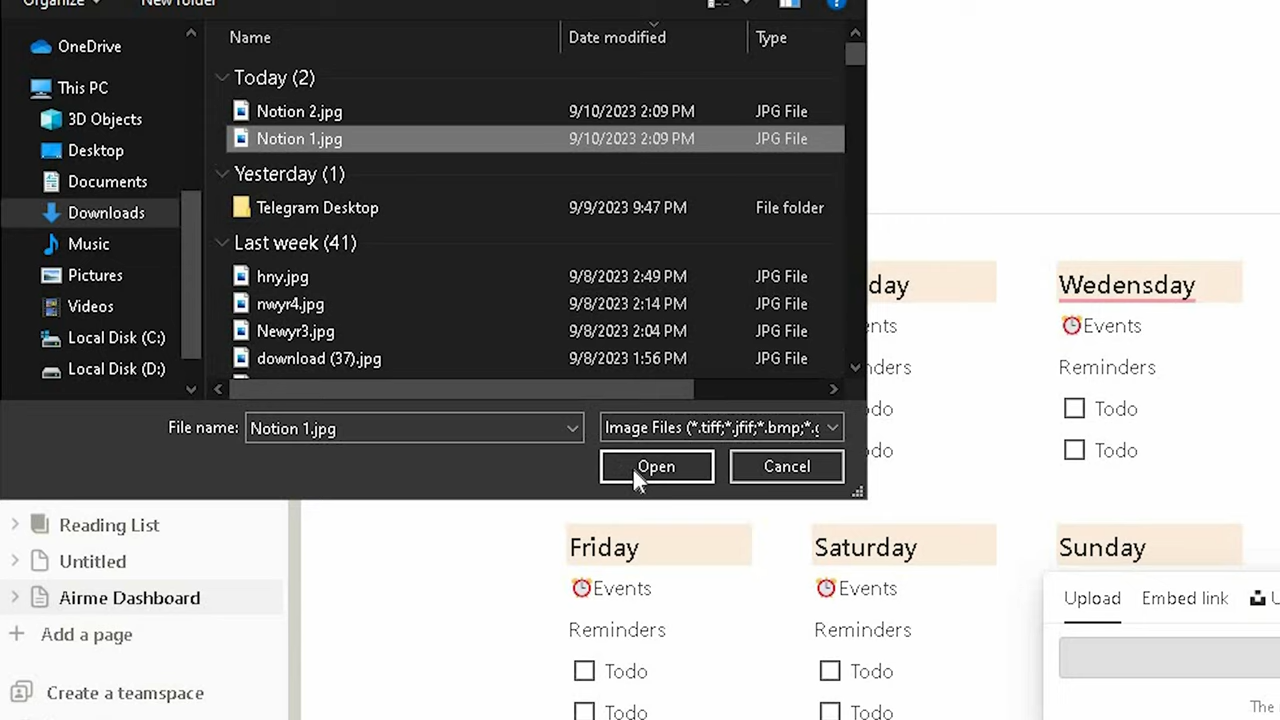 Organize New folder
OneDrive
This PC
3D Objects
Desktop
Documents
Downloads
Music
Pictures
Videos
Local Disk (C:)
Local Disk (D:)
Name Date modified Type
Today (2)
Notion 2.jpg 9/10/2023 2:09 PM JPG File
Notion 1.jpg 9/10/2023 2:09 PM JPG File
Yesterday (1)
Telegram Desktop 9/9/2023 9:47 PM File folder
Last week (41)
hny.jpg 9/8/2023 2:49 PM JPG File
nwyr4.jpg 9/8/2023 2:14 PM JPG File
Newyr3.jpg 9/8/2023 2:04 PM JPG File
download (37).jpg 9/8/2023 1:56 PM JPG File
File name: Notion 1.jpg Image Files (*.tiff;*.jfif;*.bmp;*.g
Open Cancel
Reading List
Untitled
Airme Dashboard
Add a page
Create a teamspace
day
ents
ders
do
do
Wedensday
Events
Reminders
Todo
Todo
Friday
Events
Reminders
Todo
Todo
Saturday
Events
Reminders
Todo
Todo
Sunday
Upload Embed link U
The